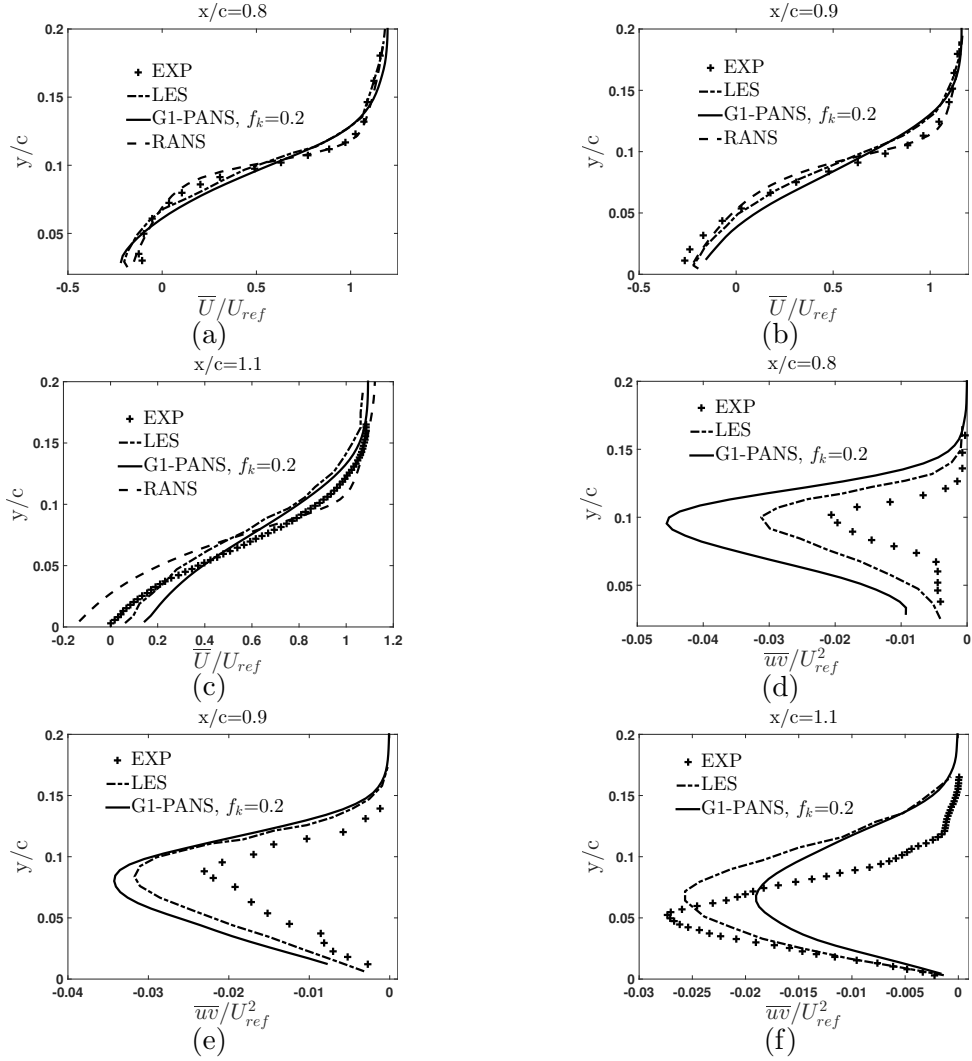 x/c=0.8
0.2
0.15
0.1
0.05
y/c
EXP
LES
G1-PANS, f_k=0.2
RANS
-0.5 0 0.5 1
\overline{U}/U_{ref}
(a)
x/c=0.9
0.2
0.15
0.1
0.05
0
y/c
EXP
LES
G1-PANS, f_k=0.2
RANS
-0.5 0 0.5 1
\overline{U}/U_{ref}
(b)
x/c=1.1
0.2
0.15
0.1
0.05
0
y/c
EXP
LES
G1-PANS, f_k=0.2
RANS
-0.2 0 0.2 0.4 0.6 0.8 1 1.2
\overline{U}/U_{ref}
(c)
x/c=0.8
0.2
0.15
0.1
0.05
y/c
EXP
LES
G1-PANS, f_k=0.2
-0.05 -0.04 -0.03 -0.02 -0.01 0
\overline{uv}/U_{ref}^2
(d)
x/c=0.9
0.2
0.15
0.1
0.05
0
y/c
EXP
LES
G1-PANS, f_k=0.2
-0.04 -0.03 -0.02 -0.01 0
\overline{uv}/U_{ref}^2
(e)
x/c=1.1
0.2
0.15
0.1
0.05
0
y/c
EXP
LES
G1-PANS, f_k=0.2
-0.03 -0.025 -0.02 -0.015 -0.01 -0.005 0
\overline{uv}/U_{ref}^2
(f)